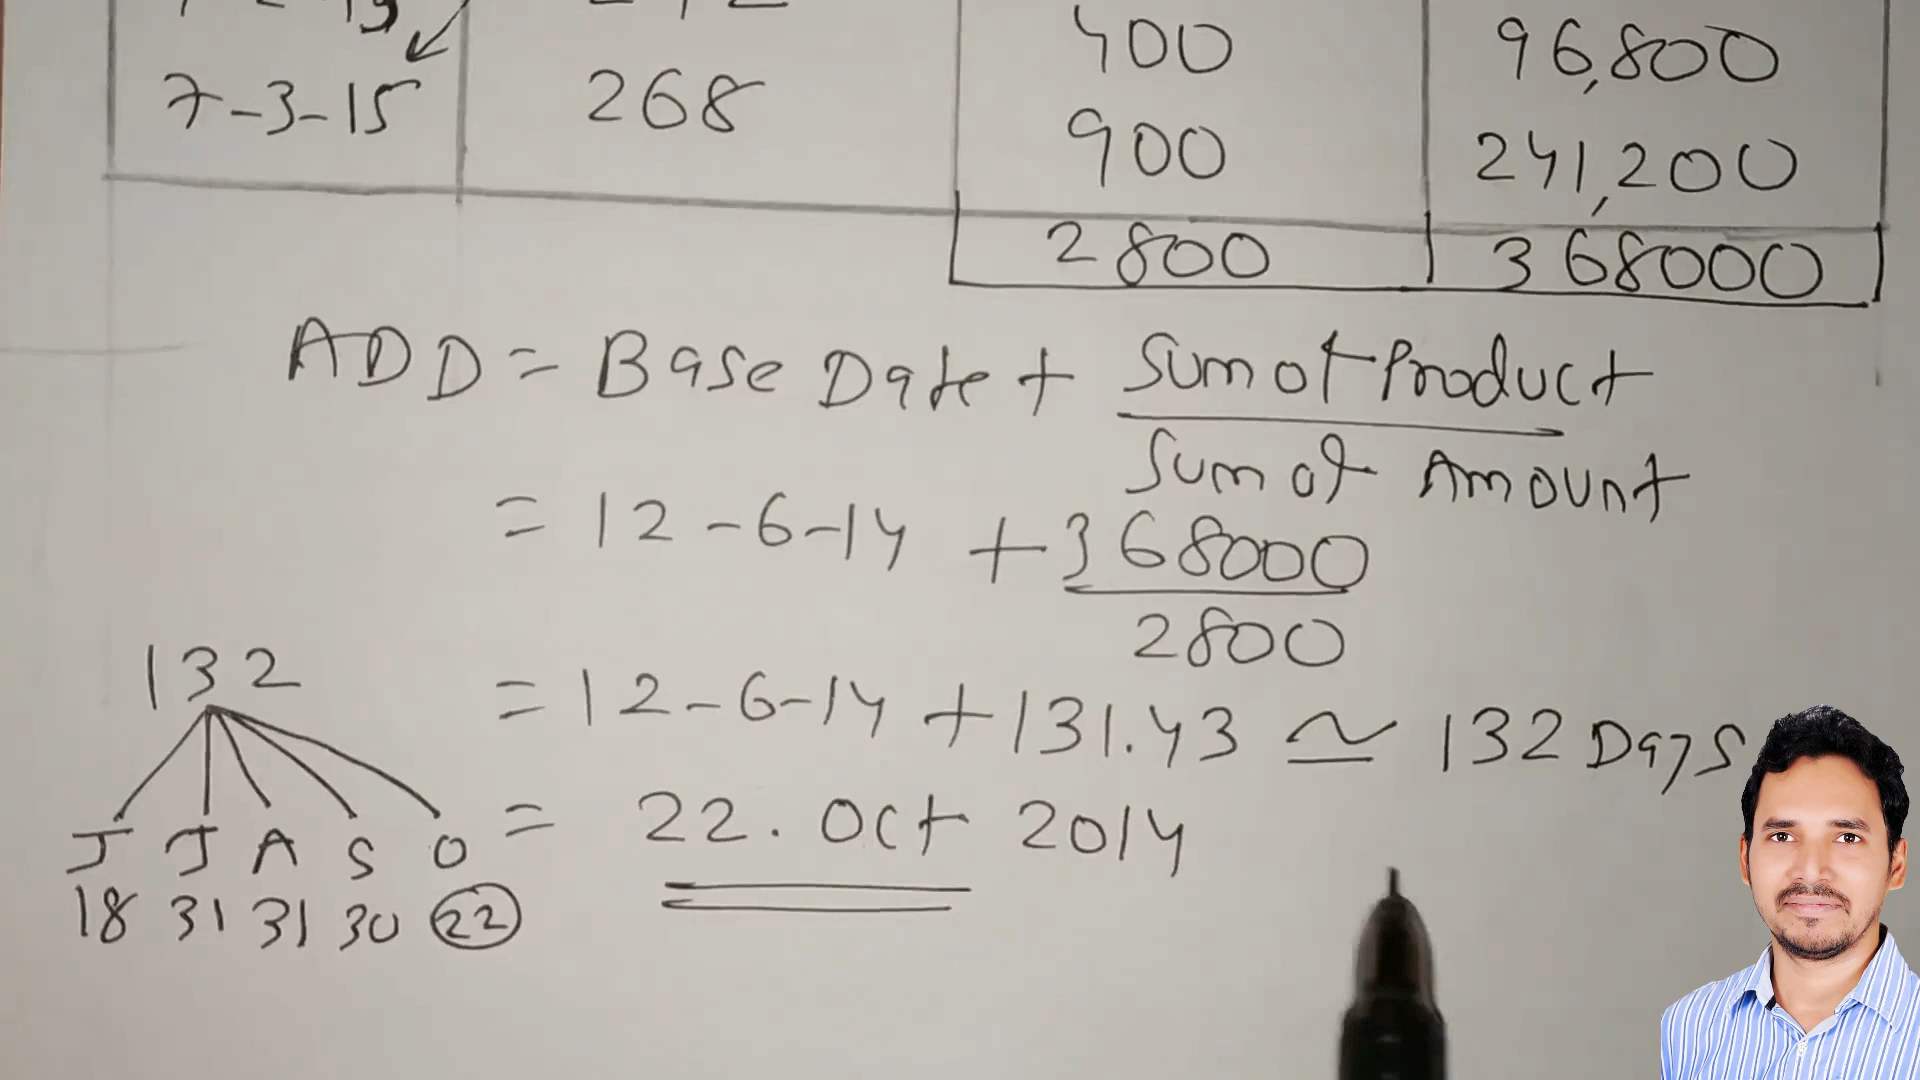 400 96,800
7-3-15 268 900 241,200
2800 368000
ADD = Base Date + Sum of Product
Sum of Amount
= 12-6-14 + 368000
2800
132
= 12-6-14 + 131.43 ≃ 132 Days
= 22. Oct 2014
J J A S O
18 31 31 30 22